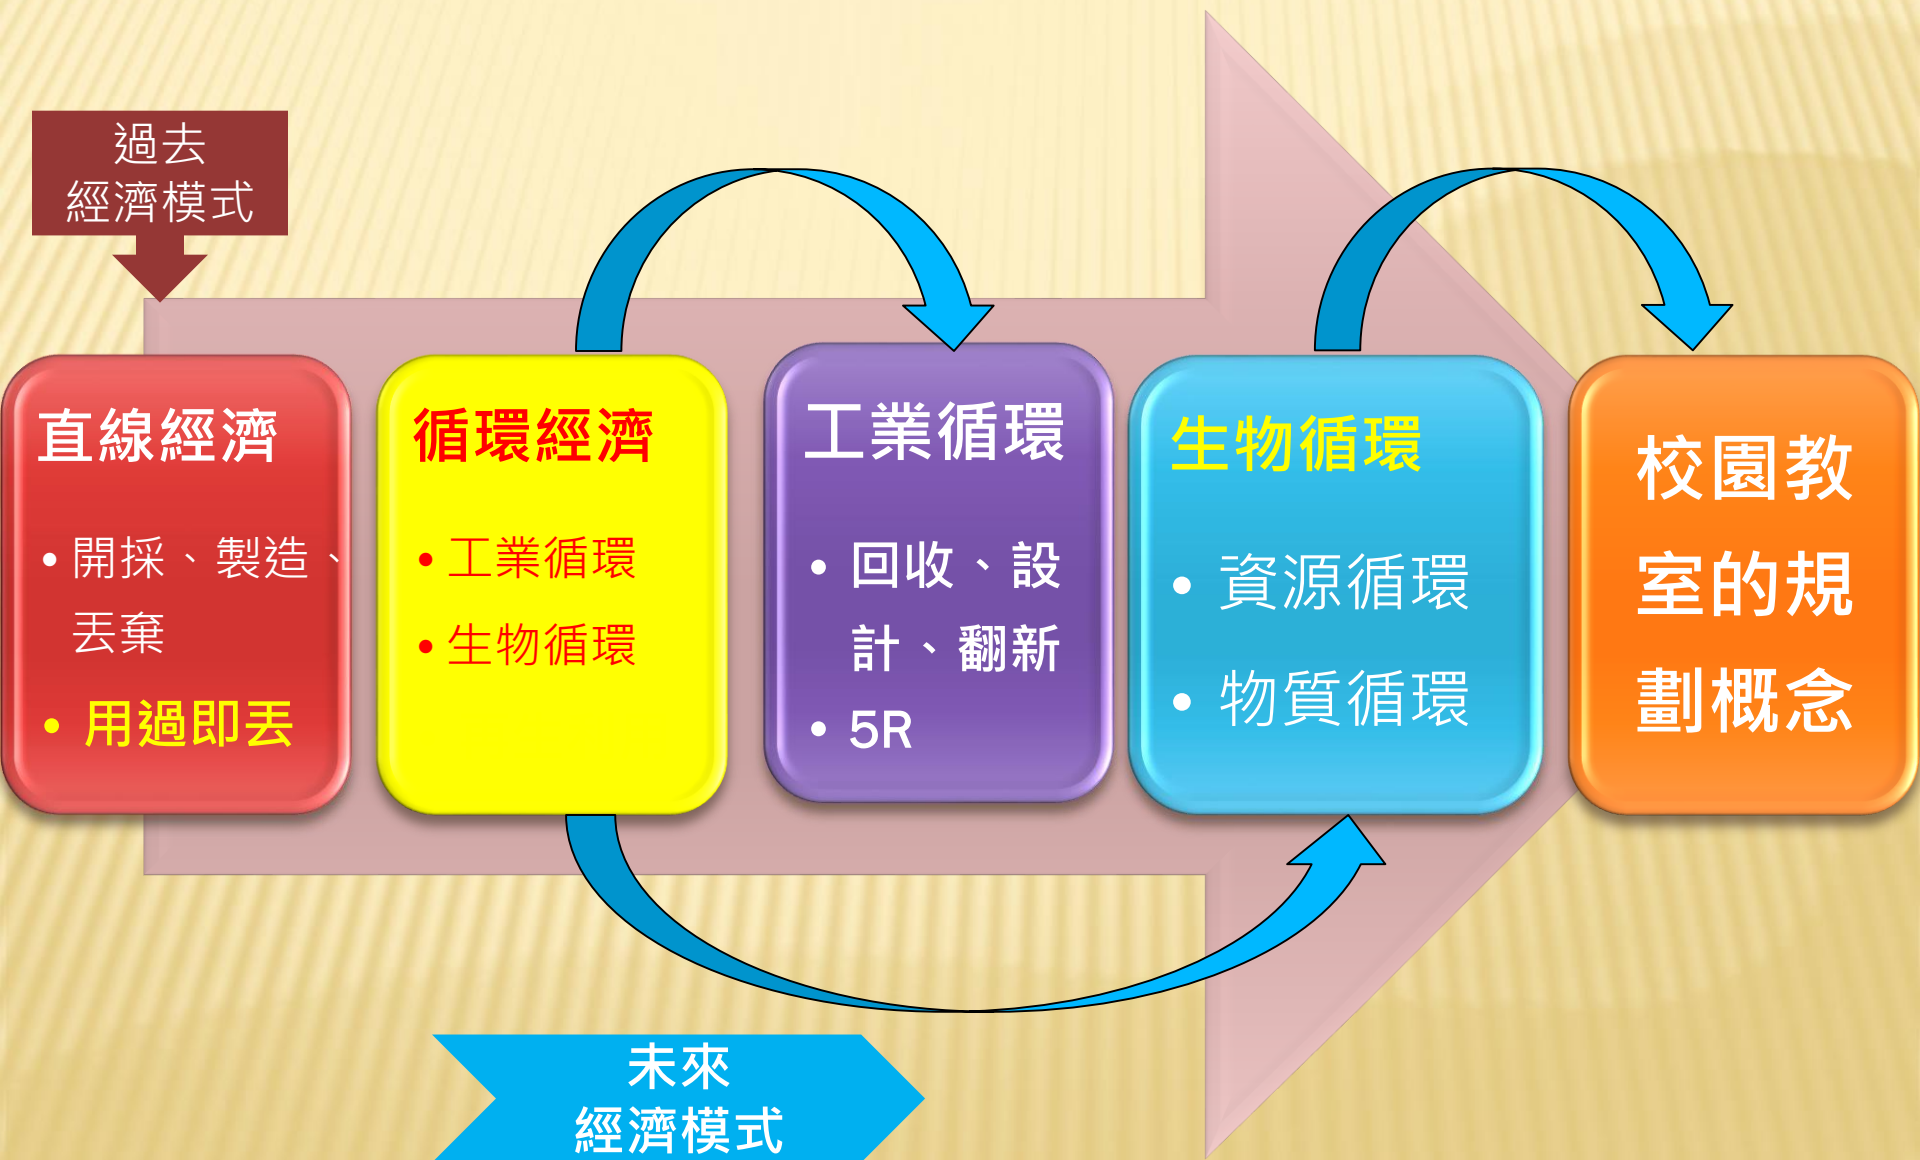 過去
經濟模式
直線經濟
• 開採、製造、
丟棄
• 用過即丟
循環經濟
• 工業循環
• 生物循環
工業循環
• 回收、設
計、翻新
• 5R
生物循環
• 資源循環
• 物質循環
校園教
室的規
劃概念
未來
經濟模式